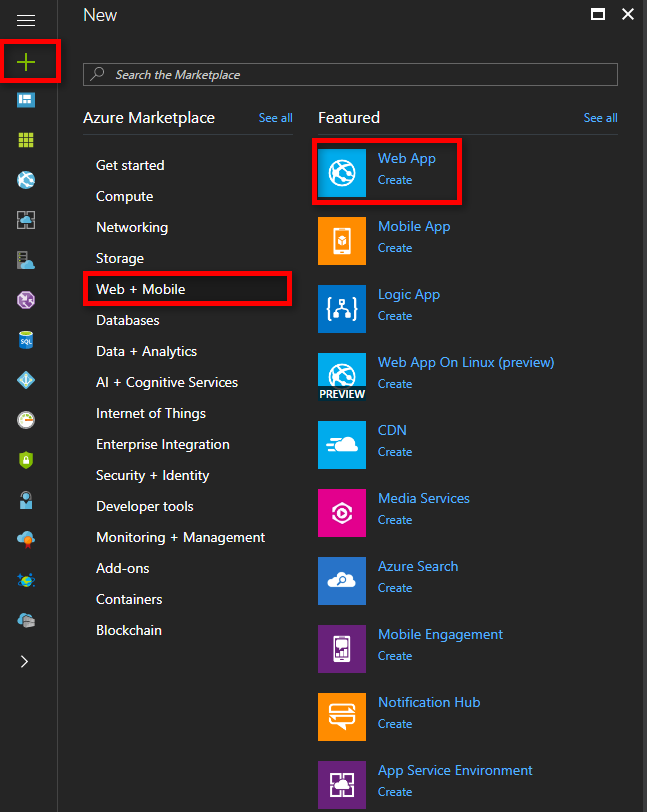 New
Search the Marketplace
Azure Marketplace
See all
Get started
Compute
Networking
Storage
Web + Mobile
Databases
Data + Analytics
AI + Cognitive Services
Internet of Things
Enterprise Integration
Security + Identity
Developer tools
Monitoring + Management
Add-ons
Containers
Blockchain
Featured
See all
Web App
Create
Mobile App
Create
Logic App
Create
Web App On Linux (preview)
Create
PREVIEW
CDN
Create
Media Services
Create
Azure Search
Create
Mobile Engagement
Create
Notification Hub
Create
App Service Environment
Create
SQL